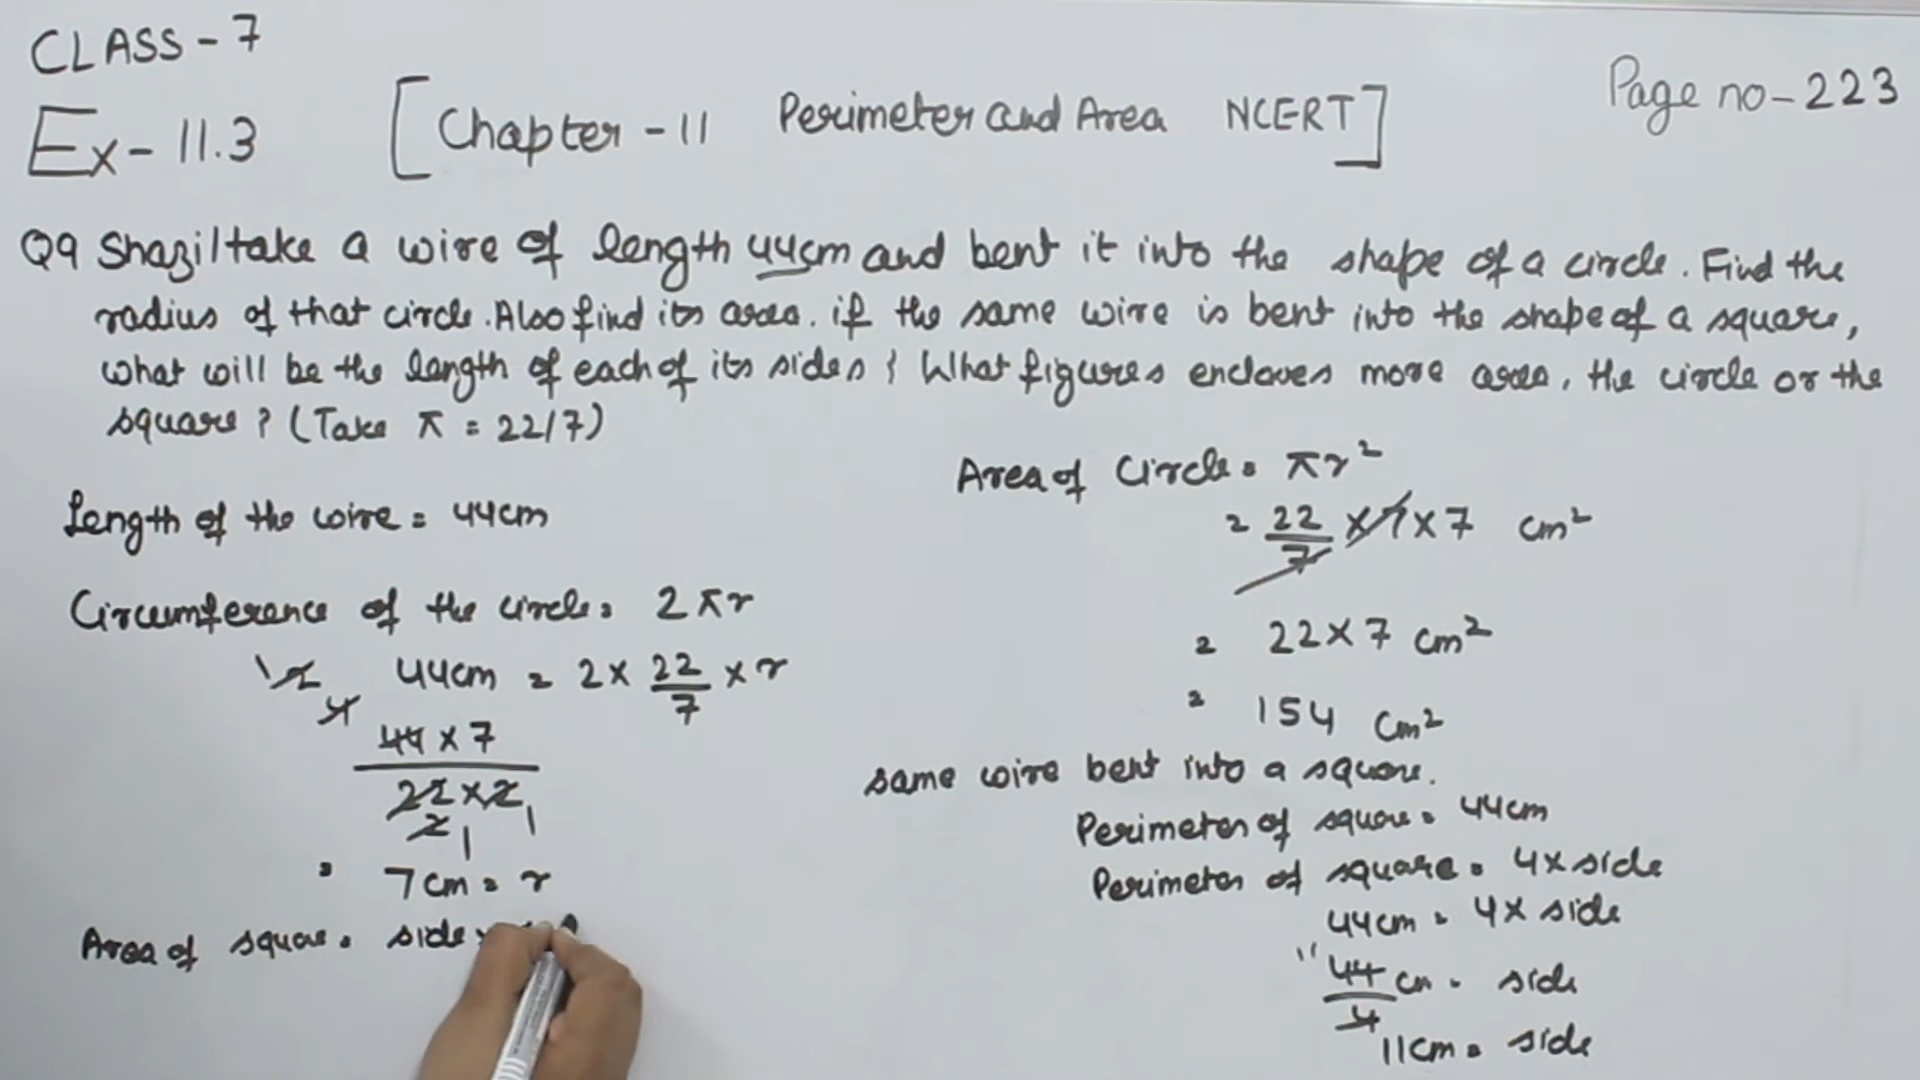 CLASS - 7
Ex - 11.3
[Chapter - 11 Perimeter and Area NCERT]
Page no - 223
Q9 Shazil take a wire of length 44cm and bent it into the shape of a circle. Find the
radius of that circle. Also find its area. if the same wire is bent into the shape of a square,
what will be the length of each of its sides ? What figures encloves more area, the circle or the
square ? (Take π = 22/7)
Length of the wire = 44cm
Circumference of the circle = 2πr
44cm = 2 × 22/7 × r
44 × 7
22 × 2
= 7cm = r
Area of square = side ×
Area of Circle = πr²
= 22/7 × 7 × 7 cm²
= 22 × 7 cm²
= 154 cm²
same wire bent into a square.
Perimeter of square = 44cm
Perimeter of square = 4 × side
44cm = 4 × side
11 44/4 cm = side
11cm = side